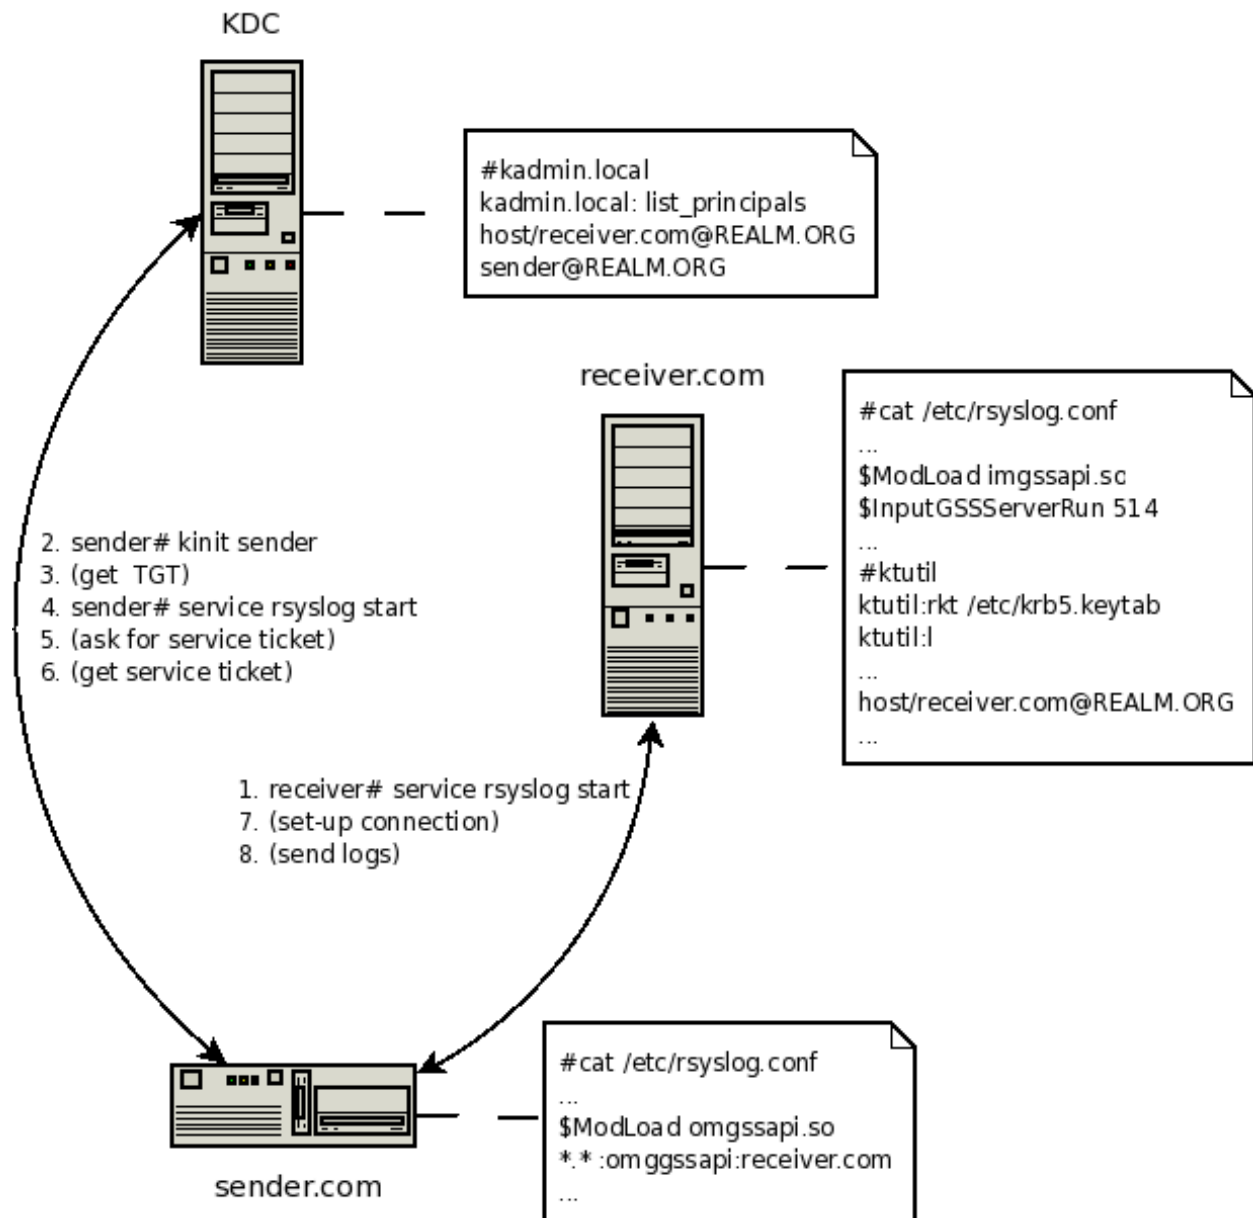 KDC
#kadmin.local
kadmin.local: list_principals
host/receiver.com@REALM.ORG
sender@REALM.ORG
receiver.com
#cat /etc/rsyslog.conf
...
$ModLoad imgssapi.so
$InputGSSServerRun 514
...
#ktutil
ktutil:rkt /etc/krb5.keytab
ktutil:l
...
host/receiver.com@REALM.ORG
...
2. sender# kinit sender
3. (get TGT)
4. sender# service rsyslog start
5. (ask for service ticket)
6. (get service ticket)
1. receiver# service rsyslog start
7. (set-up connection)
8. (send logs)
#cat /etc/rsyslog.conf
...
$ModLoad omgssapi.so
*.* :omggssapi:receiver.com
...
sender.com